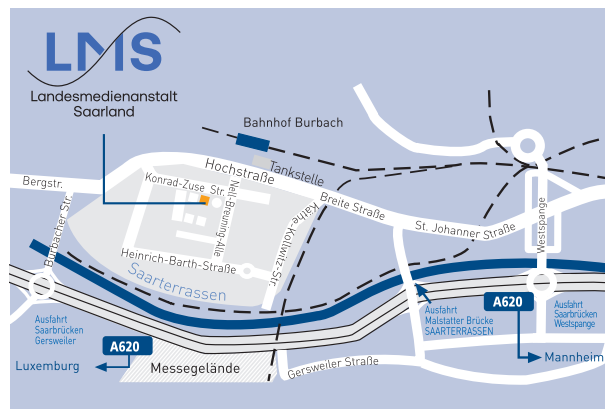 LMS
Landesmedienanstalt
Saarland
Bahnhof Burbach
Tankstelle
Hochstraße
Bergstr.
Konrad-Zuse Str.
Nell-Breuning-Alle
Käthe-Kollwitz-Str.
Breite Straße
St. Johanner Straße
Westspange
Burbacher Str.
Heinrich-Barth-Straße
Saarterrassen
Ausfahrt
Saarbrücken
Gersweiler
A620
Luxemburg
Messegelände
Gersweiler Straße
Ausfahrt
Malstatter Brücke
SAARTERRASSEN
A620
Ausfahrt
Saarbrücken
Westspange
Mannheim